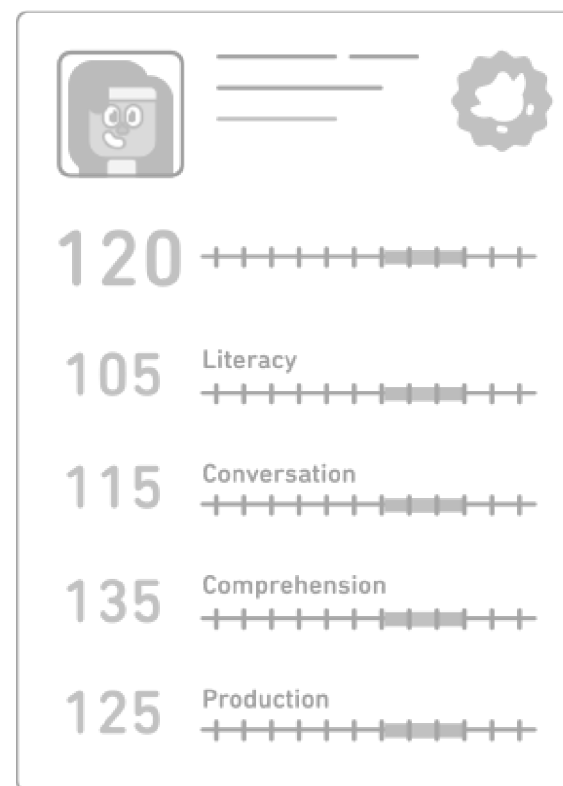 120
105 Literacy
115 Conversation
135 Comprehension
125 Production